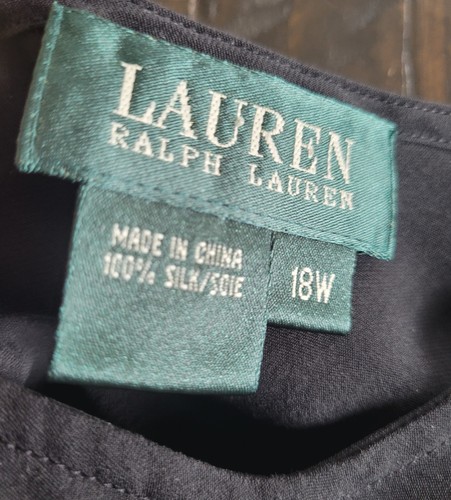 LAUREN
RALPH LAUREN
MADE IN CHINA
100% SILK/SOIE
18W